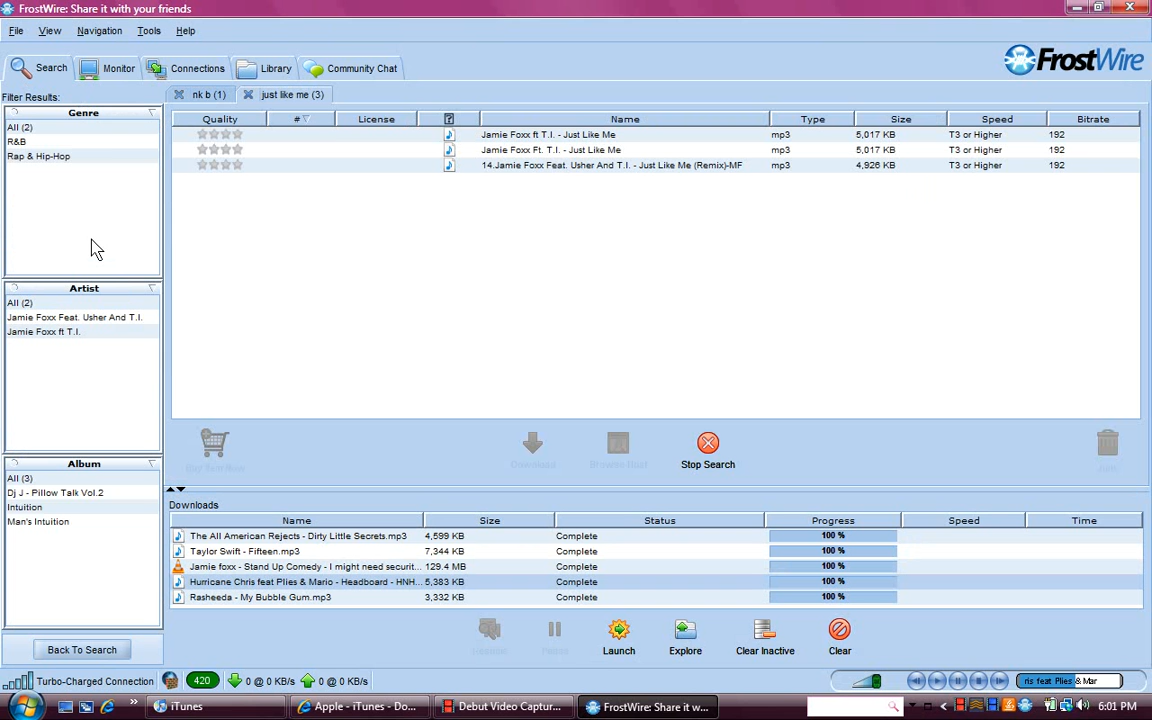 FrostWire: Share it with your friends
File View Navigation Tools Help
Search Monitor Connections Library Community Chat
FrostWire
Filter Results:
nk b (1) just like me (3)
Genre
All (2)
R&B
Rap & Hip-Hop
Artist
All (2)
Jamie Foxx Feat. Usher And T.I.
Jamie Foxx ft T.I.
Album
All (3)
Dj J - Pillow Talk Vol.2
Intuition
Man's Intuition
Back To Search
Quality # License ? Name Type Size Speed Bitrate
Jamie Foxx ft T.I. - Just Like Me mp3 5,017 KB T3 or Higher 192
Jamie Foxx Ft. T.I. - Just Like Me mp3 5,017 KB T3 or Higher 192
14.Jamie Foxx Feat. Usher And T.I. - Just Like Me (Remix)-MF mp3 4,926 KB T3 or Higher 192
Download Browse Host Stop Search Junk
Downloads
Name Size Status Progress Speed Time
The All American Rejects - Dirty Little Secrets.mp3 4,599 KB Complete 100 %
Taylor Swift - Fifteen.mp3 7,344 KB Complete 100 %
Jamie foxx - Stand Up Comedy - I might need securit... 129.4 MB Complete 100 %
Hurricane Chris feat Plies & Mario - Headboard - HNH... 5,383 KB Complete 100 %
Rasheeda - My Bubble Gum.mp3 3,332 KB Complete 100 %
Resume Pause Launch Explore Clear Inactive Clear
Turbo-Charged Connection 420 0 @ 0 KB/s 0 @ 0 KB/s ris feat Plies & Mar
iTunes Apple - iTunes - Do... Debut Video Captur... FrostWire: Share it w... 6:01 PM